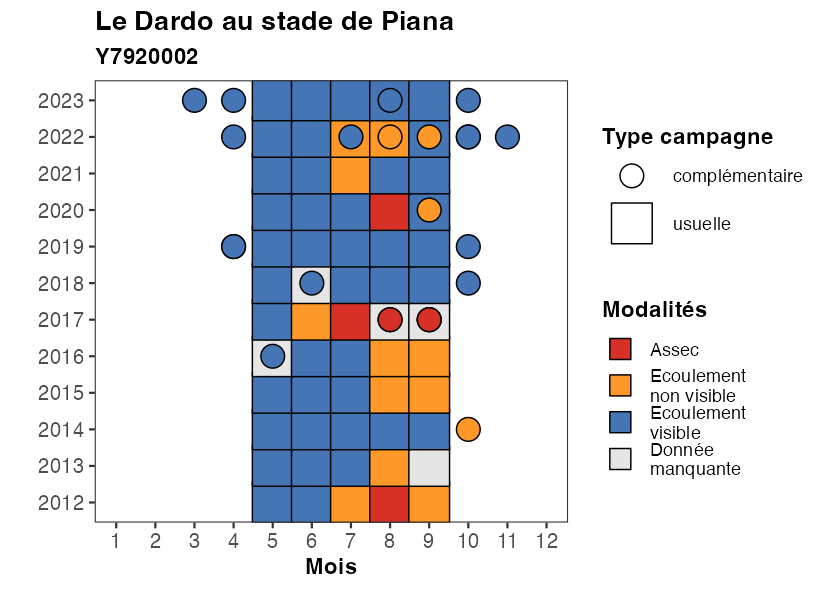 Le Dardo au stade de Piana
Y7920002
2023
2022
2021
2020
2019
2018
2017
2016
2015
2014
2013
2012
1 2 3 4 5 6 7 8 9 10 11 12
Mois
Type campagne
complémentaire
usuelle
Modalités
Assec
Ecoulement
non visible
Ecoulement
visible
Donnée
manquante